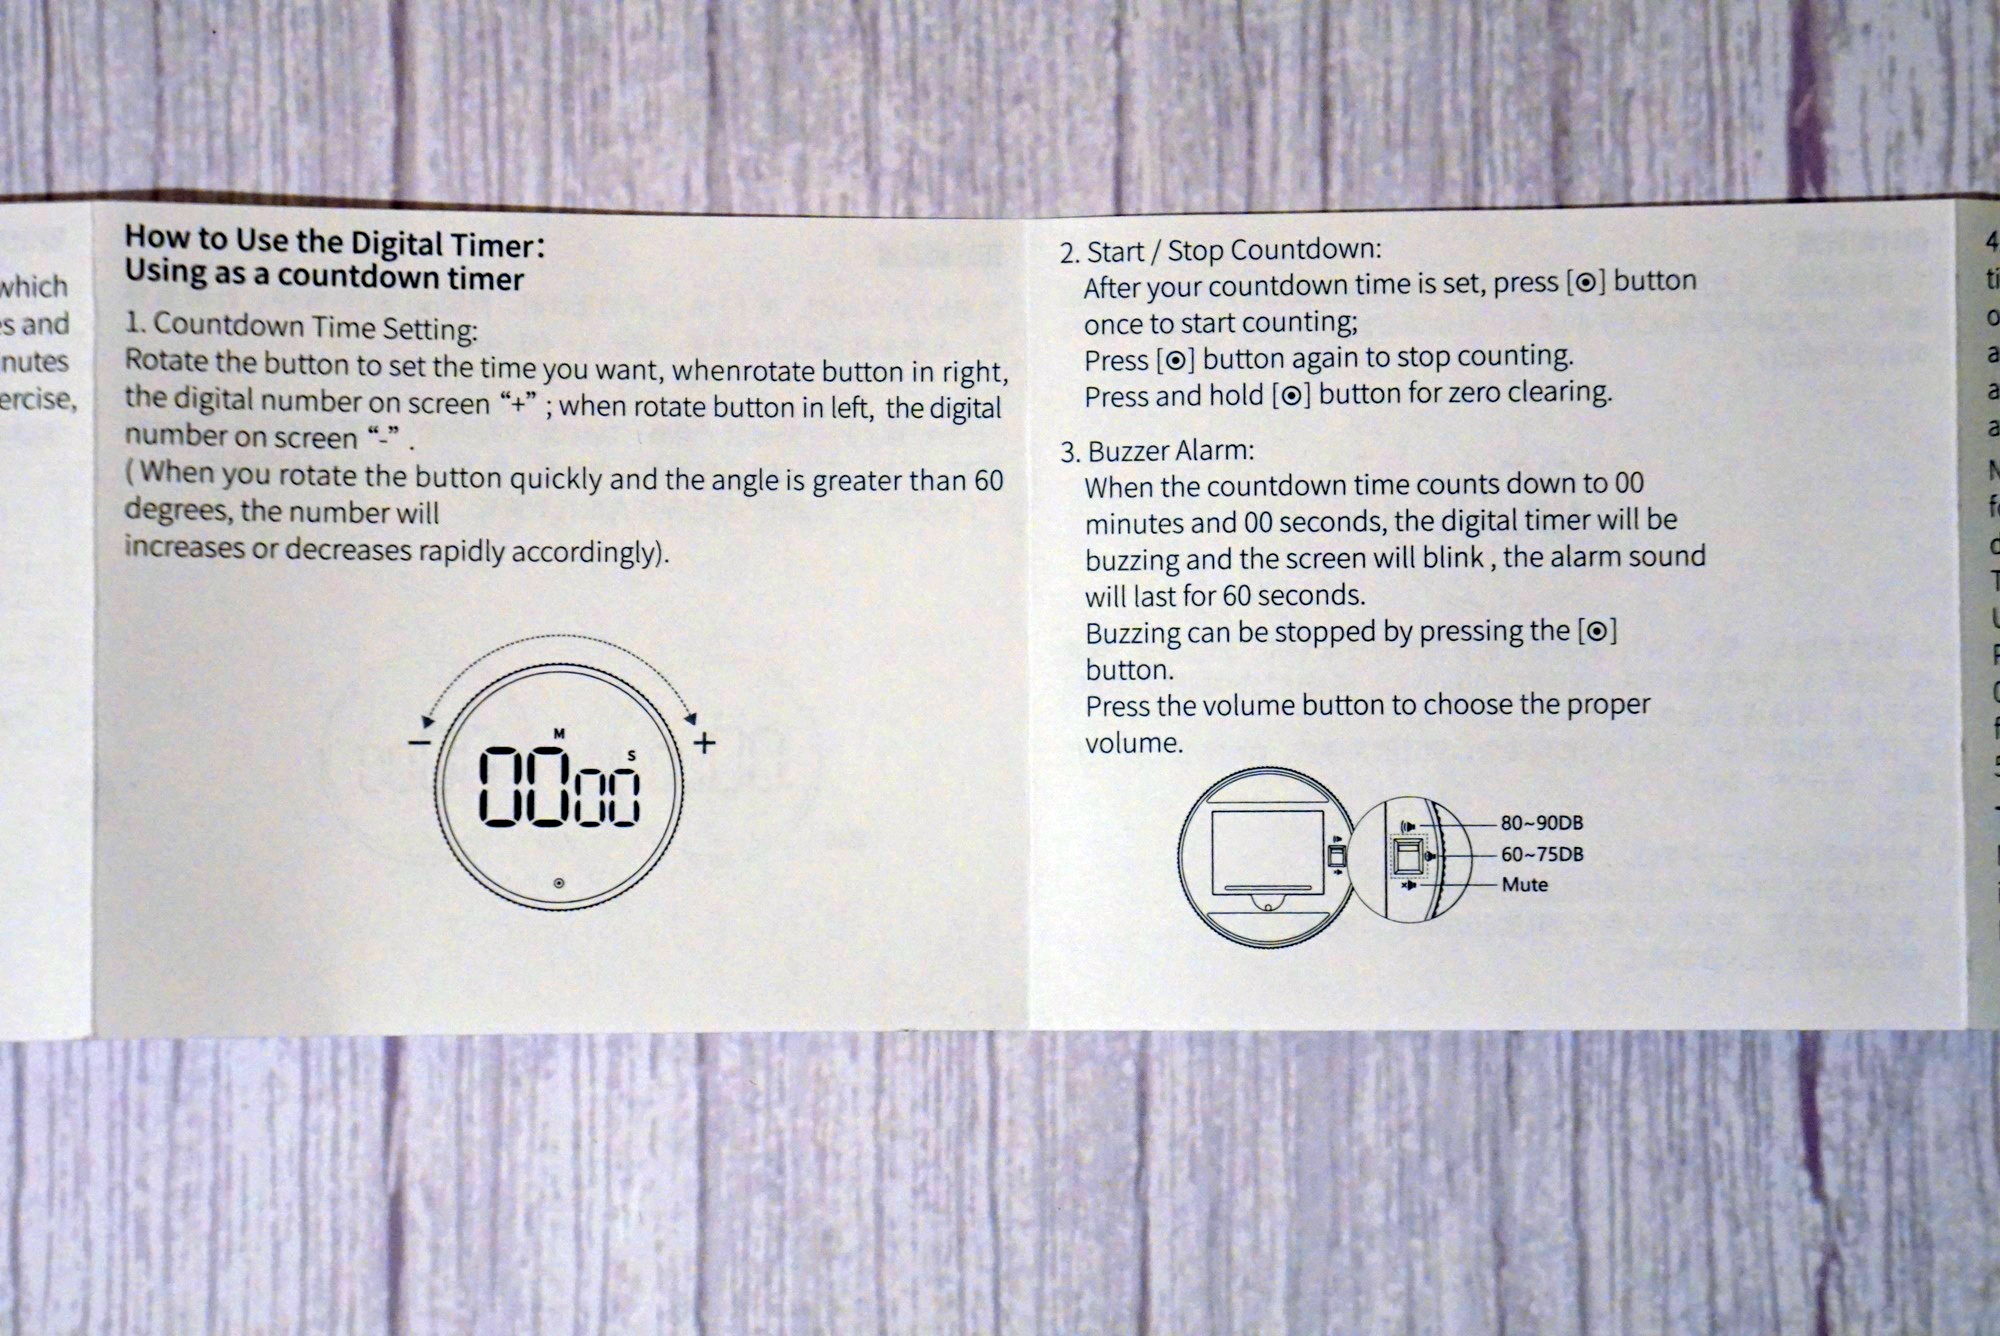 which
s and
nutes
ercise,
How to Use the Digital Timer:
Using as a countdown timer
1. Countdown Time Setting:
Rotate the button to set the time you want, whenrotate button in right,
the digital number on screen “+” ; when rotate button in left, the digital
number on screen “-” .
( When you rotate the button quickly and the angle is greater than 60
degrees, the number will
increases or decreases rapidly accordingly).
M
S
0000
− +
2. Start / Stop Countdown:
After your countdown time is set, press [⊙] button
once to start counting;
Press [⊙] button again to stop counting.
Press and hold [⊙] button for zero clearing.
3. Buzzer Alarm:
When the countdown time counts down to 00
minutes and 00 seconds, the digital timer will be
buzzing and the screen will blink , the alarm sound
will last for 60 seconds.
Buzzing can be stopped by pressing the [⊙]
button.
Press the volume button to choose the proper
volume.
80~90DB
60~75DB
Mute
4